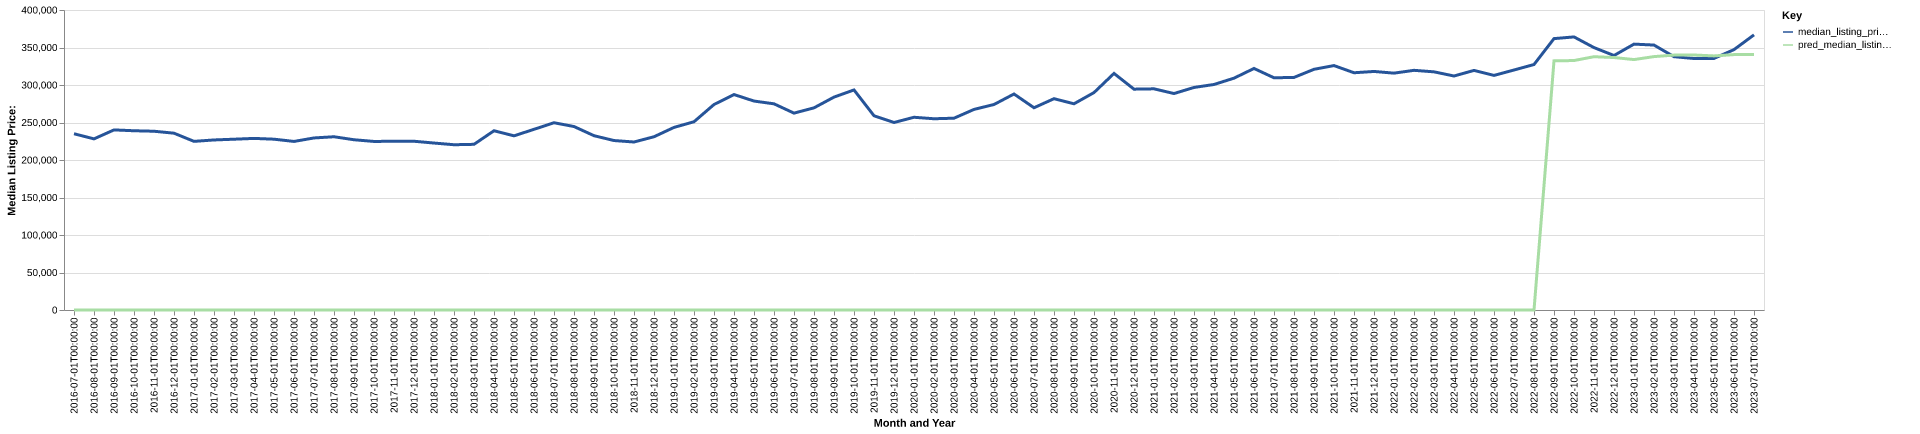 400,000
350,000
300,000
250,000
200,000
150,000
100,000
50,000
0
Median Listing Price:
2016-07-01T00:00:00
2016-08-01T00:00:00
2016-09-01T00:00:00
2016-10-01T00:00:00
2016-11-01T00:00:00
2016-12-01T00:00:00
2017-01-01T00:00:00
2017-02-01T00:00:00
2017-03-01T00:00:00
2017-04-01T00:00:00
2017-05-01T00:00:00
2017-06-01T00:00:00
2017-07-01T00:00:00
2017-08-01T00:00:00
2017-09-01T00:00:00
2017-10-01T00:00:00
2017-11-01T00:00:00
2017-12-01T00:00:00
2018-01-01T00:00:00
2018-02-01T00:00:00
2018-03-01T00:00:00
2018-04-01T00:00:00
2018-05-01T00:00:00
2018-06-01T00:00:00
2018-07-01T00:00:00
2018-08-01T00:00:00
2018-09-01T00:00:00
2018-10-01T00:00:00
2018-11-01T00:00:00
2018-12-01T00:00:00
2019-01-01T00:00:00
2019-02-01T00:00:00
2019-03-01T00:00:00
2019-04-01T00:00:00
2019-05-01T00:00:00
2019-06-01T00:00:00
2019-07-01T00:00:00
2019-08-01T00:00:00
2019-09-01T00:00:00
2019-10-01T00:00:00
2019-11-01T00:00:00
2019-12-01T00:00:00
2020-01-01T00:00:00
2020-02-01T00:00:00
2020-03-01T00:00:00
2020-04-01T00:00:00
2020-05-01T00:00:00
2020-06-01T00:00:00
2020-07-01T00:00:00
2020-08-01T00:00:00
2020-09-01T00:00:00
2020-10-01T00:00:00
2020-11-01T00:00:00
2020-12-01T00:00:00
2021-01-01T00:00:00
2021-02-01T00:00:00
2021-03-01T00:00:00
2021-04-01T00:00:00
2021-05-01T00:00:00
2021-06-01T00:00:00
2021-07-01T00:00:00
2021-08-01T00:00:00
2021-09-01T00:00:00
2021-10-01T00:00:00
2021-11-01T00:00:00
2021-12-01T00:00:00
2022-01-01T00:00:00
2022-02-01T00:00:00
2022-03-01T00:00:00
2022-04-01T00:00:00
2022-05-01T00:00:00
2022-06-01T00:00:00
2022-07-01T00:00:00
2022-08-01T00:00:00
2022-09-01T00:00:00
2022-10-01T00:00:00
2022-11-01T00:00:00
2022-12-01T00:00:00
2023-01-01T00:00:00
2023-02-01T00:00:00
2023-03-01T00:00:00
2023-04-01T00:00:00
2023-05-01T00:00:00
2023-06-01T00:00:00
2023-07-01T00:00:00
Month and Year
Key
median_listing_pri…
pred_median_listin…